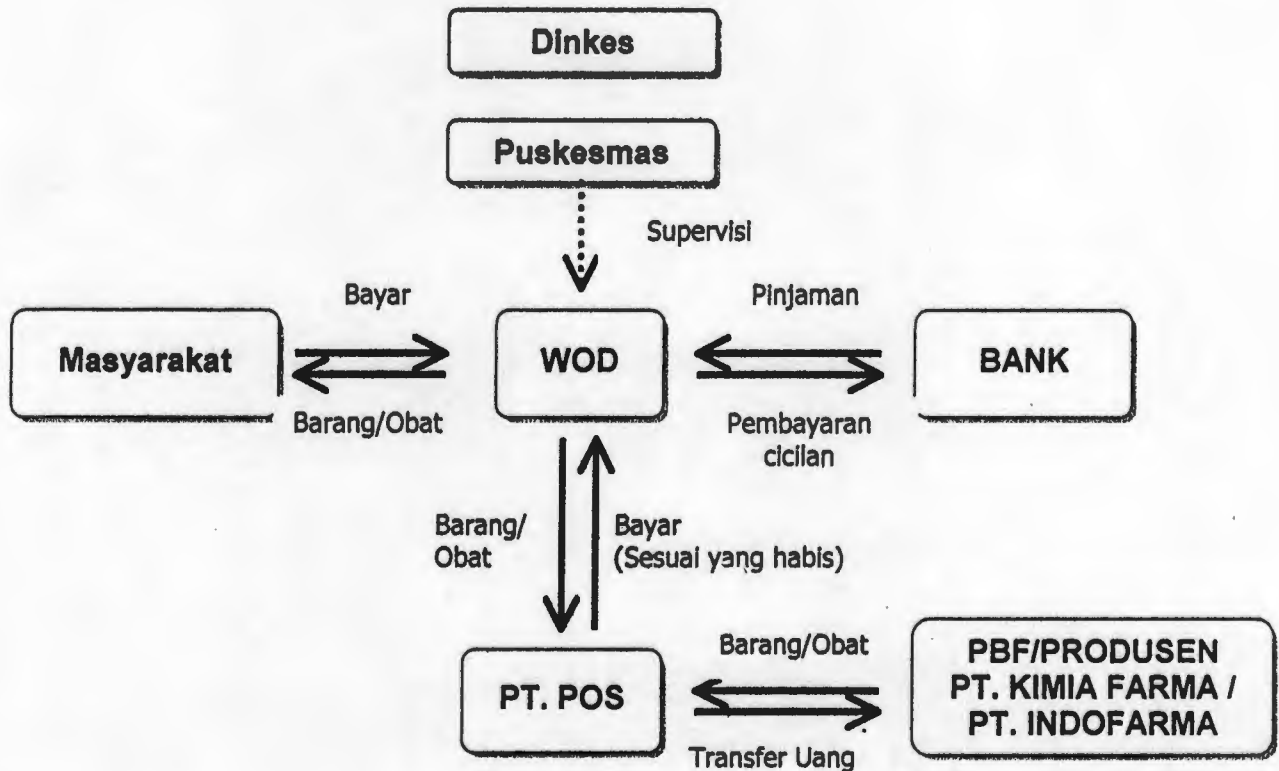 Dinkes
Puskesmas
Supervisi
Bayar
Pinjaman
Masyarakat
WOD
BANK
Barang/Obat
Pembayaran
cicilan
Barang/
Obat
Bayar
(Sesuai yang habis)
Barang/Obat
PT. POS
PBF/PRODUSEN
PT. KIMIA FARMA /
PT. INDOFARMA
Transfer Uang